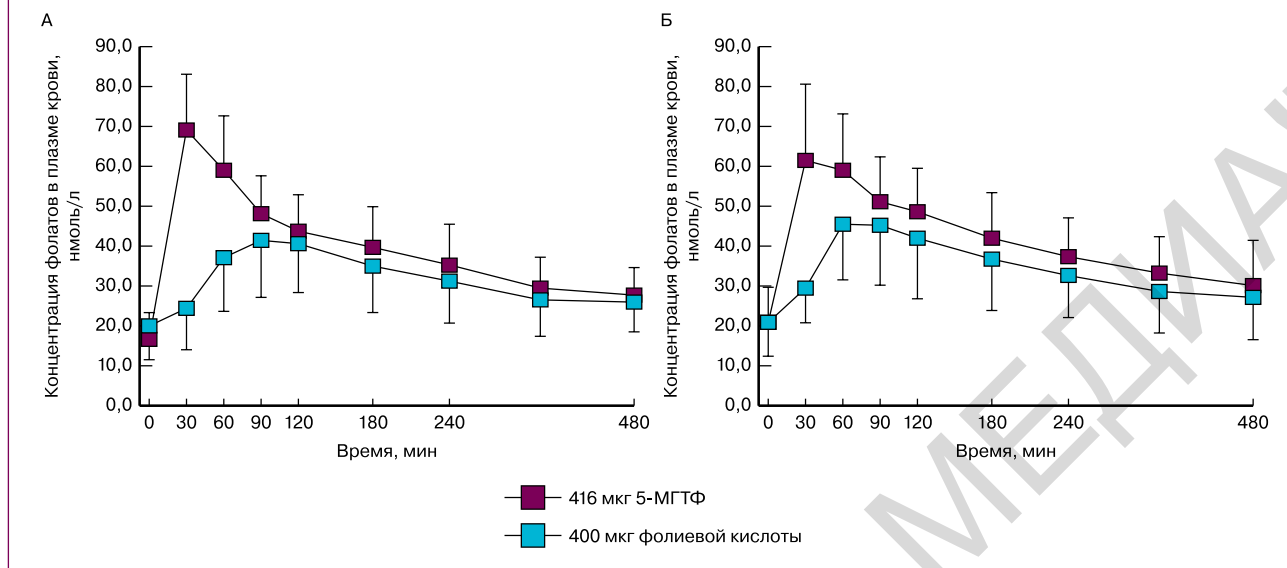 А
Концентрация фолатов в плазме крови,
нмоль/л
90,0
80,0
70,0
60,0
50,0
40,0
30,0
20,0
10,0
0,0
0 30 60 90 120 180 240 480
Время, мин
Б
Концентрация фолатов в плазме крови,
нмоль/л
90,0
80,0
70,0
60,0
50,0
40,0
30,0
20,0
10,0
0,0
0 30 60 90 120 180 240 480
Время, мин
416 мкг 5-МГТФ
400 мкг фолиевой кислоты
МЕДИА